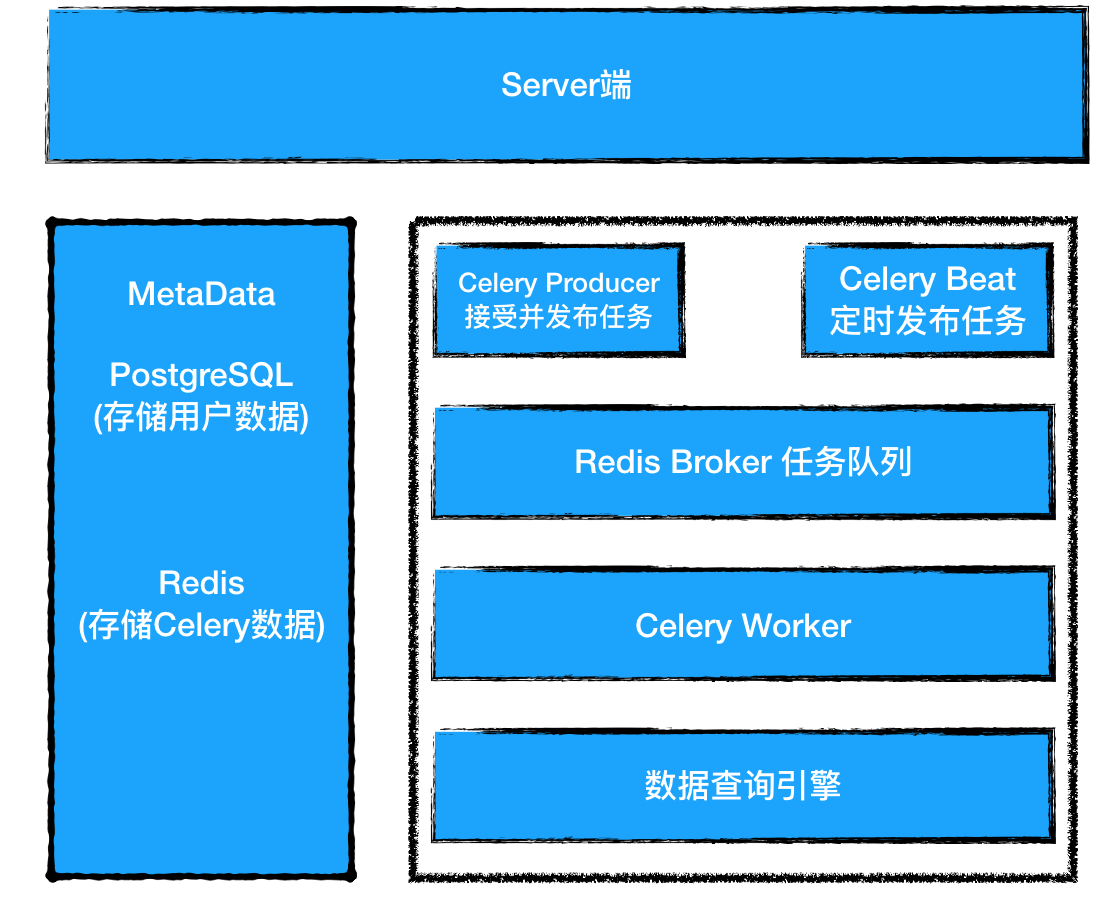 Server端
MetaData
PostgreSQL
(存储用户数据)
Redis
(存储Celery数据)
Celery Producer
接受并发布任务
Celery Beat
定时发布任务
Redis Broker 任务队列
Celery Worker
数据查询引擎